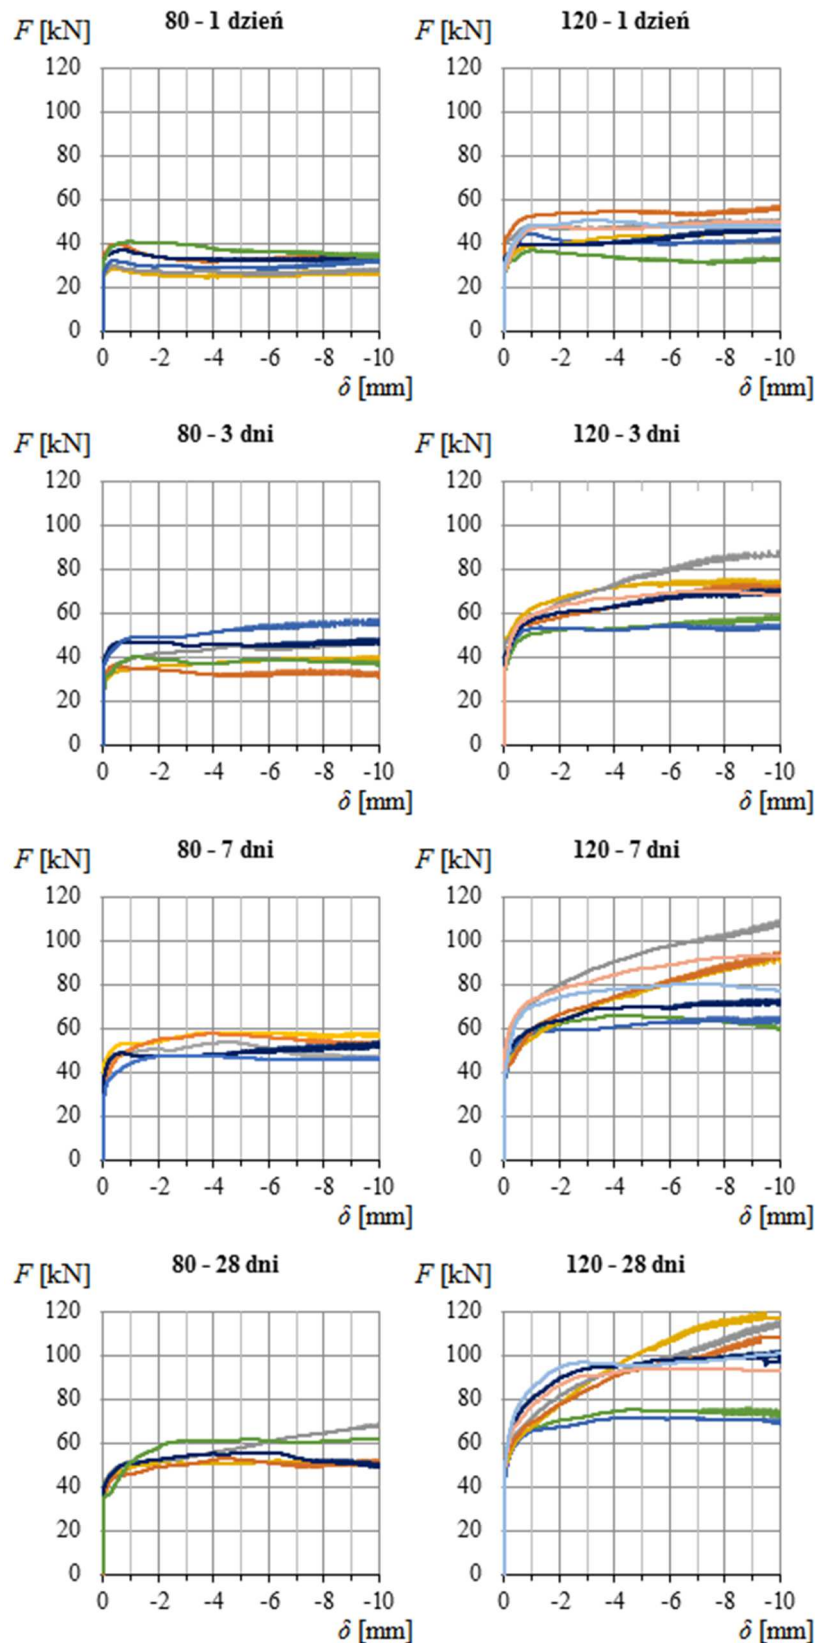 80 - 1 dzień
F [kN]
120
100
80
60
40
20
0
0 -2 -4 -6 -8 -10
δ [mm]
120 - 1 dzień
F [kN]
120
100
80
60
40
20
0
0 -2 -4 -6 -8 -10
δ [mm]
80 - 3 dni
F [kN]
120
100
80
60
40
20
0
0 -2 -4 -6 -8 -10
δ [mm]
120 - 3 dni
F [kN]
120
100
80
60
40
20
0
0 -2 -4 -6 -8 -10
δ [mm]
80 - 7 dni
F [kN]
120
100
80
60
40
20
0
0 -2 -4 -6 -8 -10
δ [mm]
120 - 7 dni
F [kN]
120
100
80
60
40
20
0
0 -2 -4 -6 -8 -10
δ [mm]
80 - 28 dni
F [kN]
120
100
80
60
40
20
0
0 -2 -4 -6 -8 -10
δ [mm]
120 - 28 dni
F [kN]
120
100
80
60
40
20
0
0 -2 -4 -6 -8 -10
δ [mm]